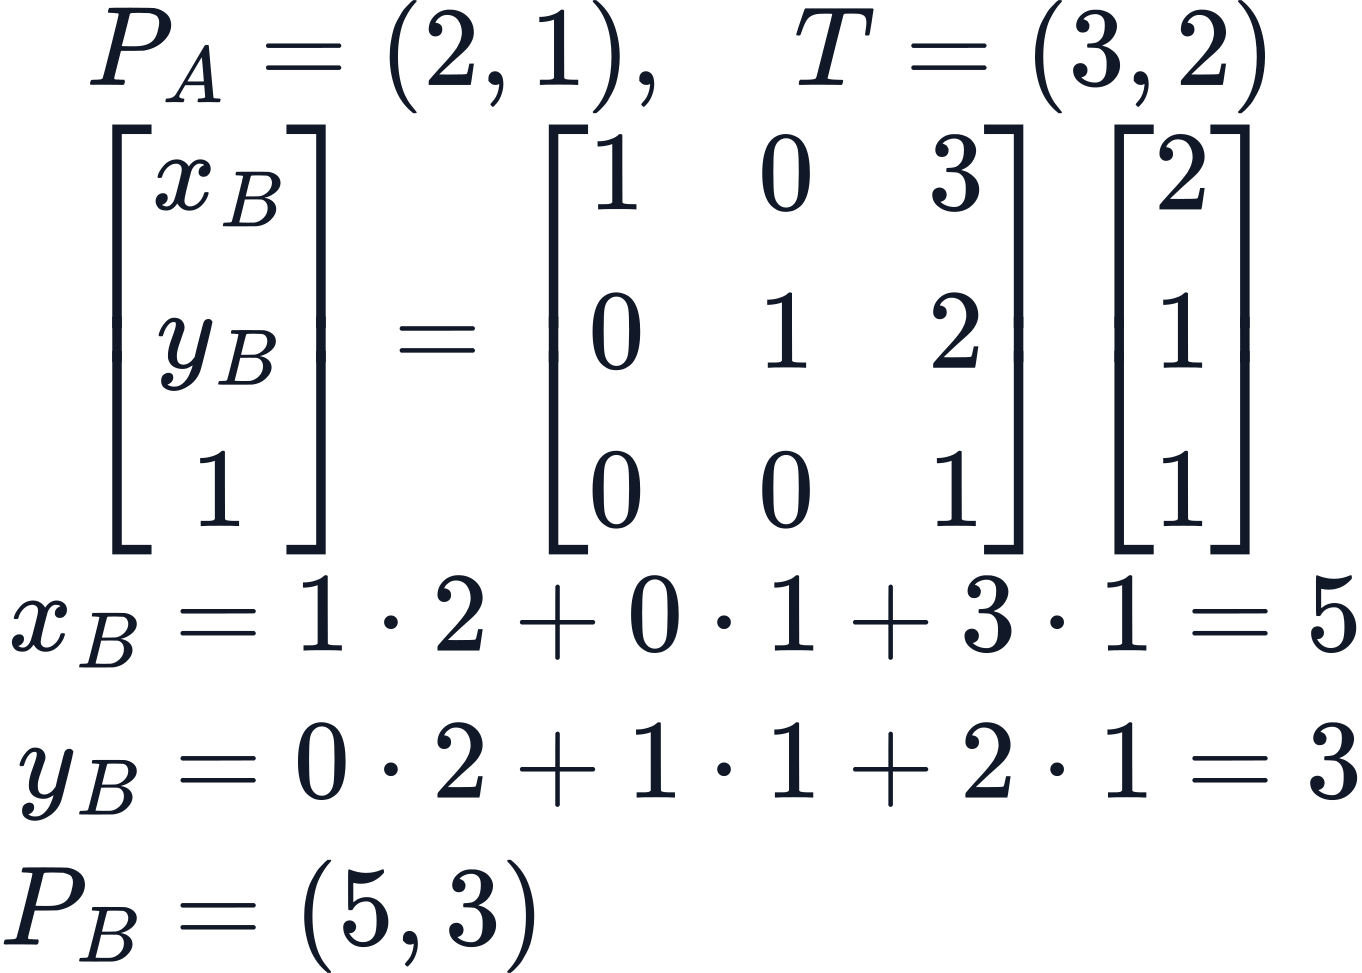 P_A = (2, 1),  T = (3, 2)
[x_B; y_B; 1] = [1 0 3; 0 1 2; 0 0 1] [2; 1; 1]
x_B = 1 · 2 + 0 · 1 + 3 · 1 = 5
y_B = 0 · 2 + 1 · 1 + 2 · 1 = 3
P_B = (5, 3)